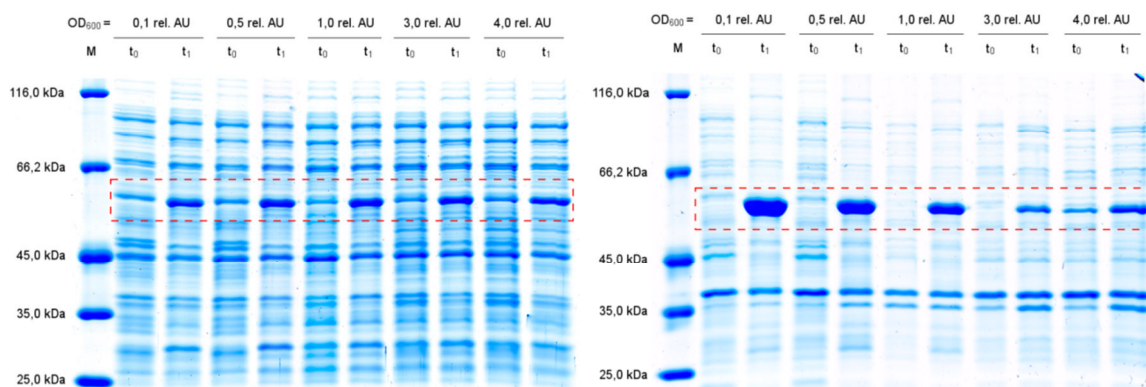 OD600 = 0,1 rel. AU 0,5 rel. AU 1,0 rel. AU 3,0 rel. AU 4,0 rel. AU
M t0 t1 t0 t1 t0 t1 t0 t1 t0 t1
116,0 kDa
66,2 kDa
45,0 kDa
35,0 kDa
25,0 kDa
OD600 = 0,1 rel. AU 0,5 rel. AU 1,0 rel. AU 3,0 rel. AU 4,0 rel. AU
M t0 t1 t0 t1 t0 t1 t0 t1 t0 t1
116,0 kDa
66,2 kDa
45,0 kDa
35,0 kDa
25,0 kDa